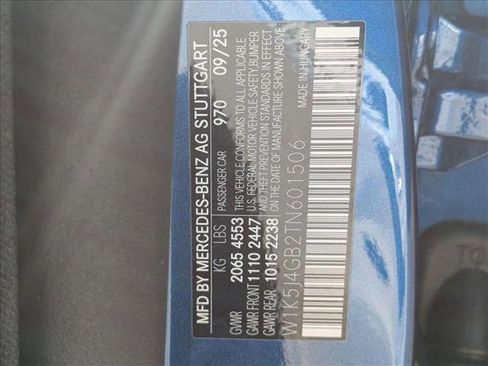 MFD BY MERCEDES-BENZ AG STUTTGART
KG LBS PASSENGER CAR 970 09/25
GVWR 2065 4553 THIS VEHICLE CONFORMS TO ALL APPLICABLE
GAWR FRONT 1110 2447 U.S. FEDERAL MOTOR VEHICLE SAFETY, BUMPER
AND THEFT PREVENTION STANDARDS IN EFFECT
GAWR REAR 1015 2238 ON THE DATE OF MANUFACTURE SHOWN ABOVE
W1K5J4GB2TN601506
MADE IN HUNGARY